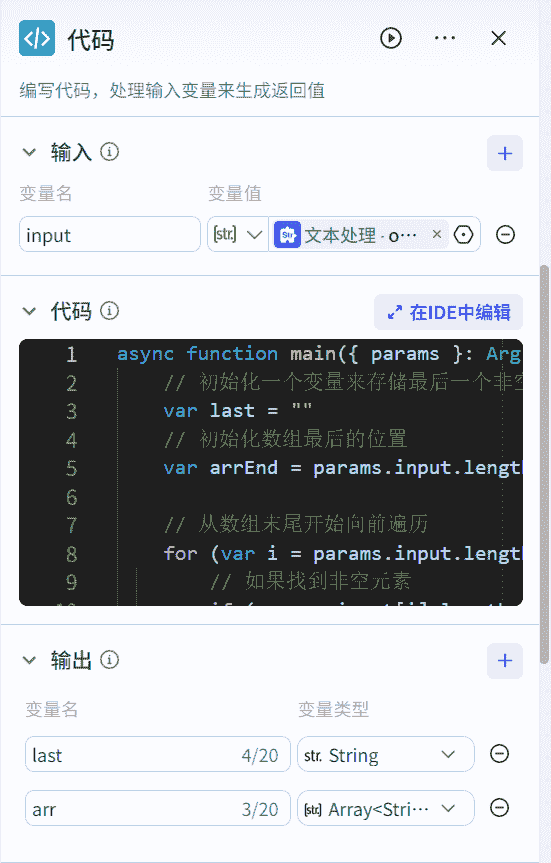 代码
编写代码，处理输入变量来生成返回值
输入
变量名 变量值
input [str] Str 文本处理 · o···
代码 在IDE中编辑
1 async function main({ params }: Arg
2 // 初始化一个变量来存储最后一个非空
3 var last = ""
4 // 初始化数组最后的位置
5 var arrEnd = params.input.length
6
7 // 从数组末尾开始向前遍历
8 for (var i = params.input.length
9 // 如果找到非空元素
输出
变量名 变量类型
last 4/20 str. String
arr 3/20 [str] Array<Stri···